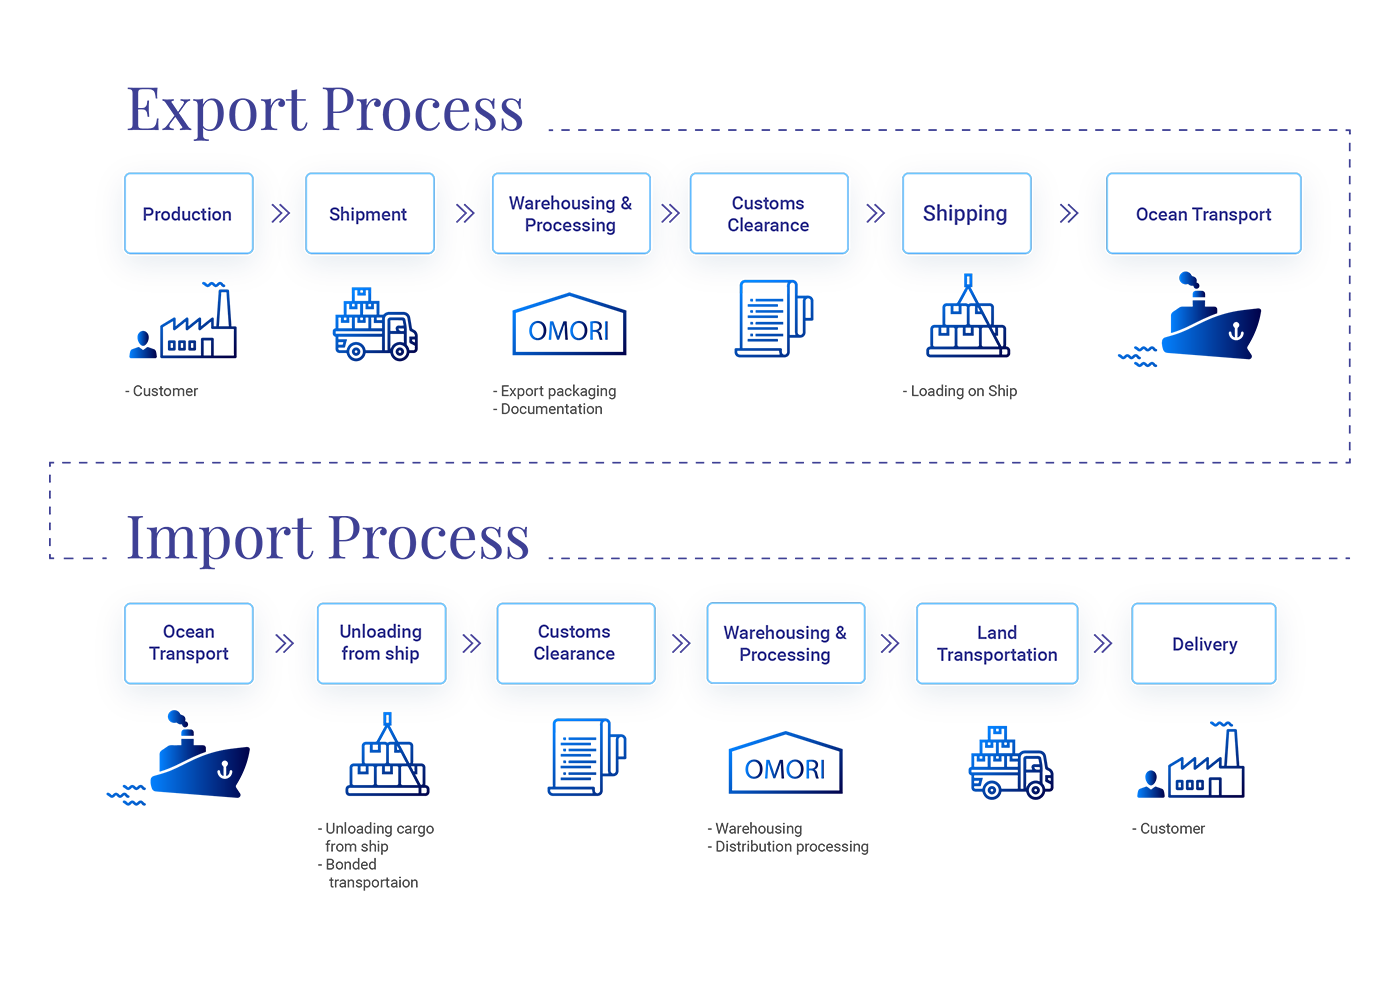 Export Process
Production
Shipment
Warehousing &
Processing
Customs
Clearance
Shipping
Ocean Transport
OMORI
- Customer
- Export packaging
- Documentation
- Loading on Ship
Import Process
Ocean
Transport
Unloading
from ship
Customs
Clearance
Warehousing &
Processing
Land
Transportation
Delivery
OMORI
- Unloading cargo
from ship
- Bonded
transportaion
- Warehousing
- Distribution processing
- Customer